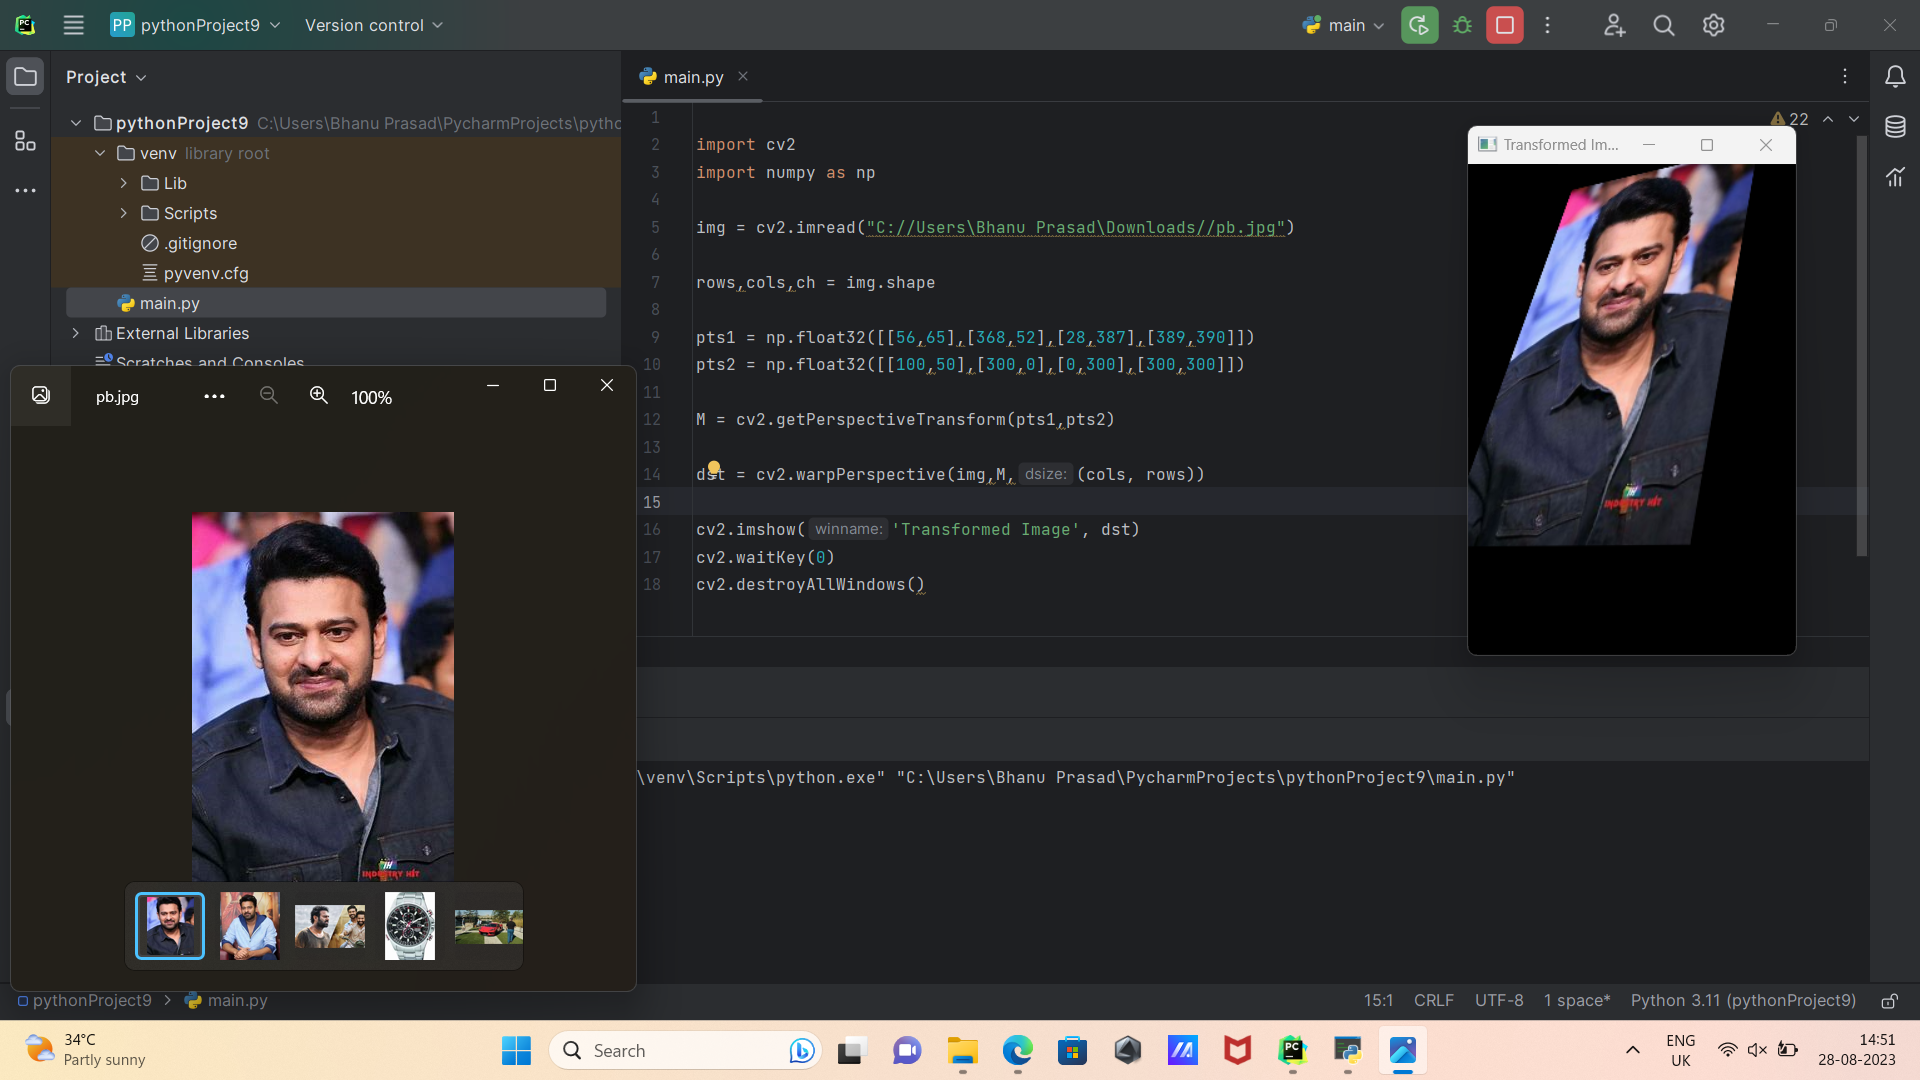 PC
PP pythonProject9
Version control
main
Project
main.py
pythonProject9 C:\Users\Bhanu Prasad\PycharmProjects\pytho
venv library root
Lib
Scripts
.gitignore
pyvenv.cfg
main.py
External Libraries
Scratches and Consoles
22
1
2 import cv2
3 import numpy as np
4
5 img = cv2.imread("C://Users\Bhanu Prasad\Downloads//pb.jpg")
6
7 rows,cols,ch = img.shape
8
9 pts1 = np.float32([[56,65],[368,52],[28,387],[389,390]])
10 pts2 = np.float32([[100,50],[300,0],[0,300],[300,300]])
11
12 M = cv2.getPerspectiveTransform(pts1,pts2)
13
14 dst = cv2.warpPerspective(img,M, dsize: (cols, rows))
15
16 cv2.imshow( winname: 'Transformed Image', dst)
17 cv2.waitKey(0)
18 cv2.destroyAllWindows()
Transformed Im...
IH
INDUSTRY HIT
pb.jpg
100%
IH
INDUSTRY HIT
\venv\Scripts\python.exe" "C:\Users\Bhanu Prasad\PycharmProjects\pythonProject9\main.py"
pythonProject9 > main.py
15:1 CRLF UTF-8 1 space* Python 3.11 (pythonProject9)
34°C
Partly sunny
Search
PC
ENG
UK
14:51
28-08-2023